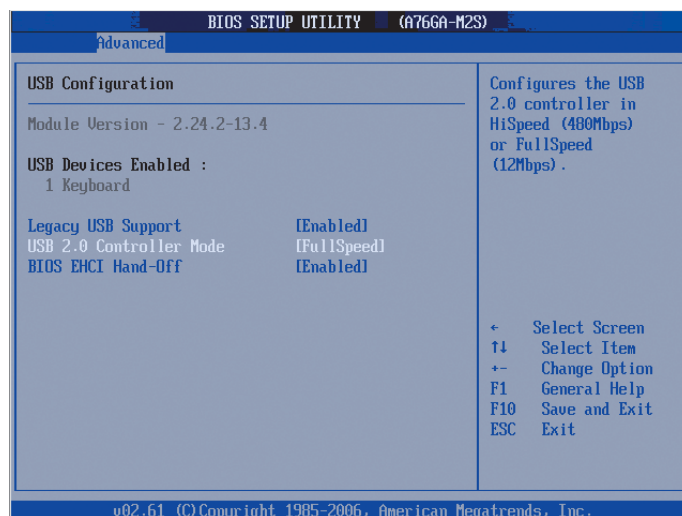 BIOS SETUP UTILITY (A76GA-M2S)
Advanced
USB Configuration
Module Version - 2.24.2-13.4
USB Devices Enabled :
1 Keyboard
Legacy USB Support [Enabled]
USB 2.0 Controller Mode [FullSpeed]
BIOS EHCI Hand-Off [Enabled]
Configures the USB
2.0 controller in
HiSpeed (480Mbps)
or FullSpeed
(12Mbps).
← Select Screen
↑↓ Select Item
+- Change Option
F1 General Help
F10 Save and Exit
ESC Exit
v02.61 (C)Copyright 1985-2006, American Megatrends, Inc.